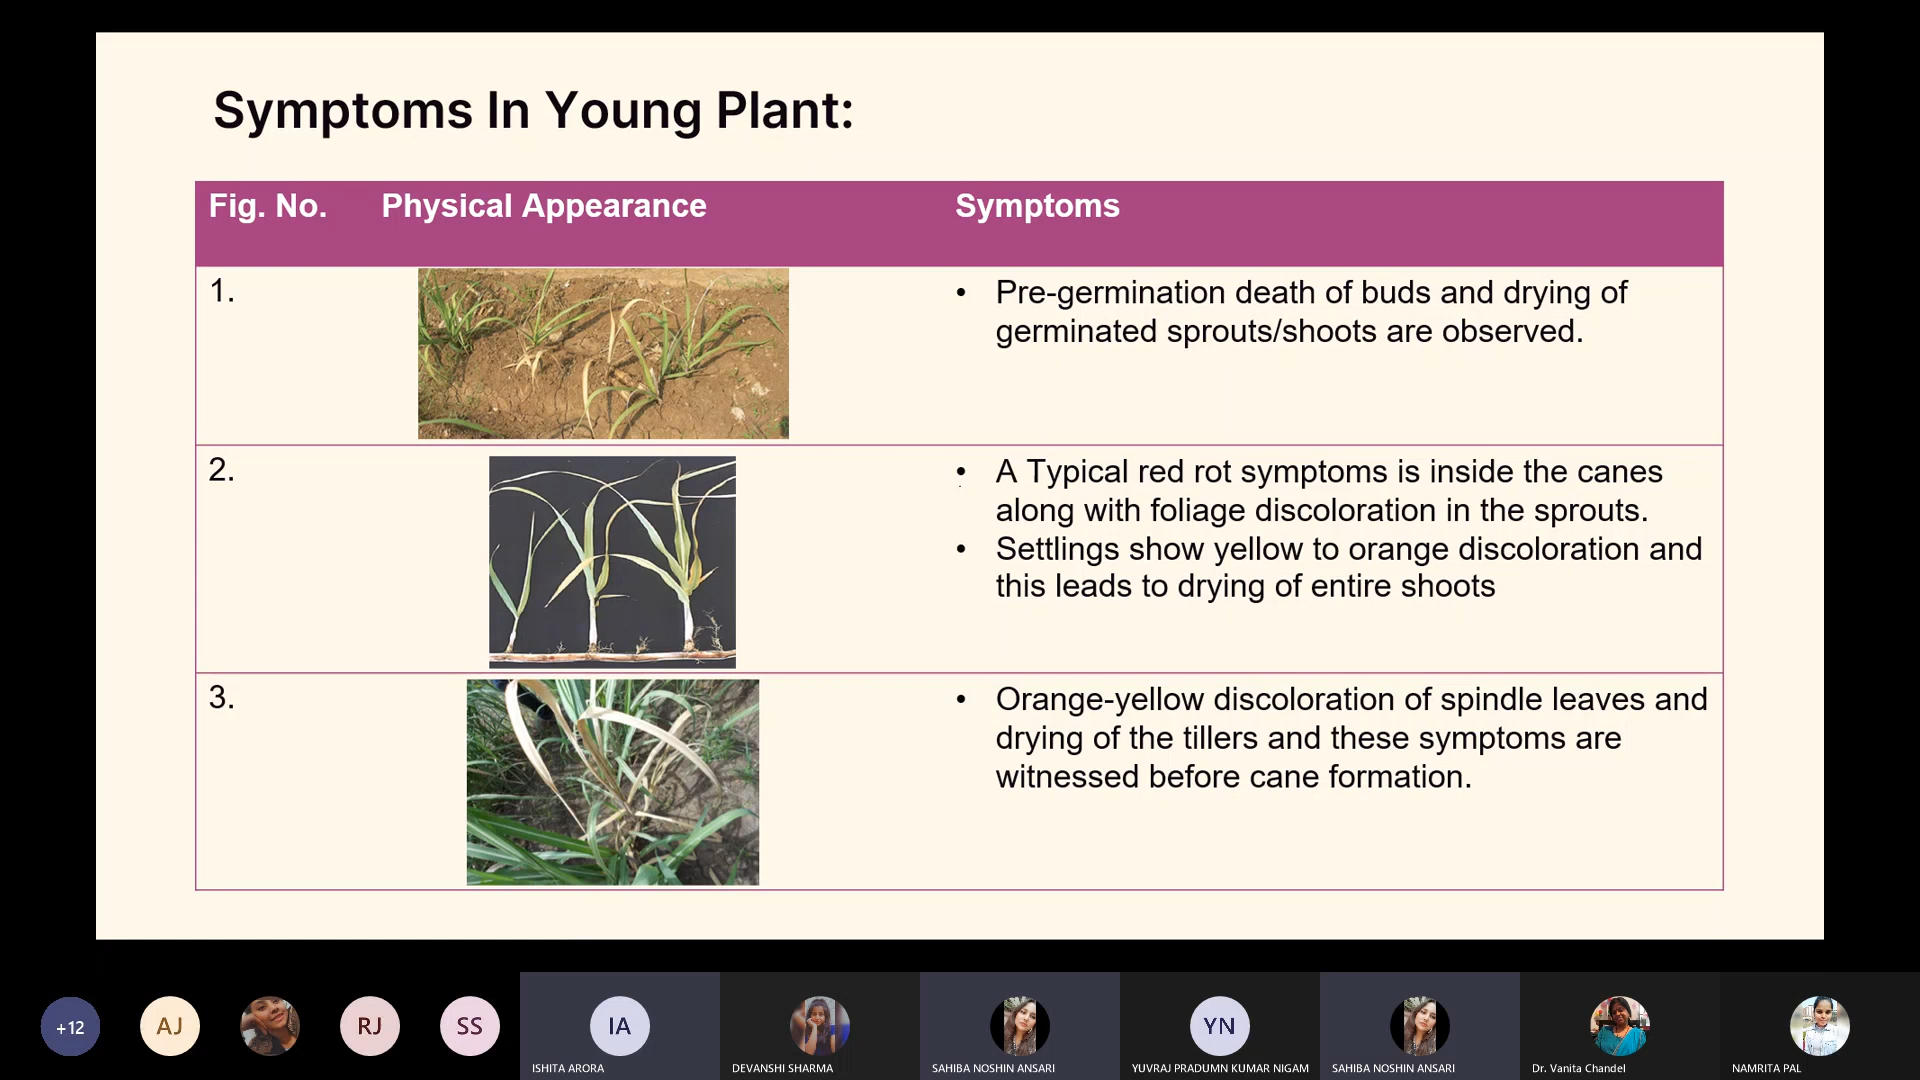 Symptoms In Young Plant:
Fig. No. Physical Appearance Symptoms
1.
• Pre-germination death of buds and drying of
germinated sprouts/shoots are observed.
2.
• A Typical red rot symptoms is inside the canes
along with foliage discoloration in the sprouts.
• Settlings show yellow to orange discoloration and
this leads to drying of entire shoots
3.
• Orange-yellow discoloration of spindle leaves and
drying of the tillers and these symptoms are
witnessed before cane formation.
+12 AJ RJ SS IA YN
ISHITA ARORA DEVANSHI SHARMA SAHIBA NOSHIN ANSARI YUVRAJ PRADUMN KUMAR NIGAM SAHIBA NOSHIN ANSARI Dr. Vanita Chandel NAMRITA PAL